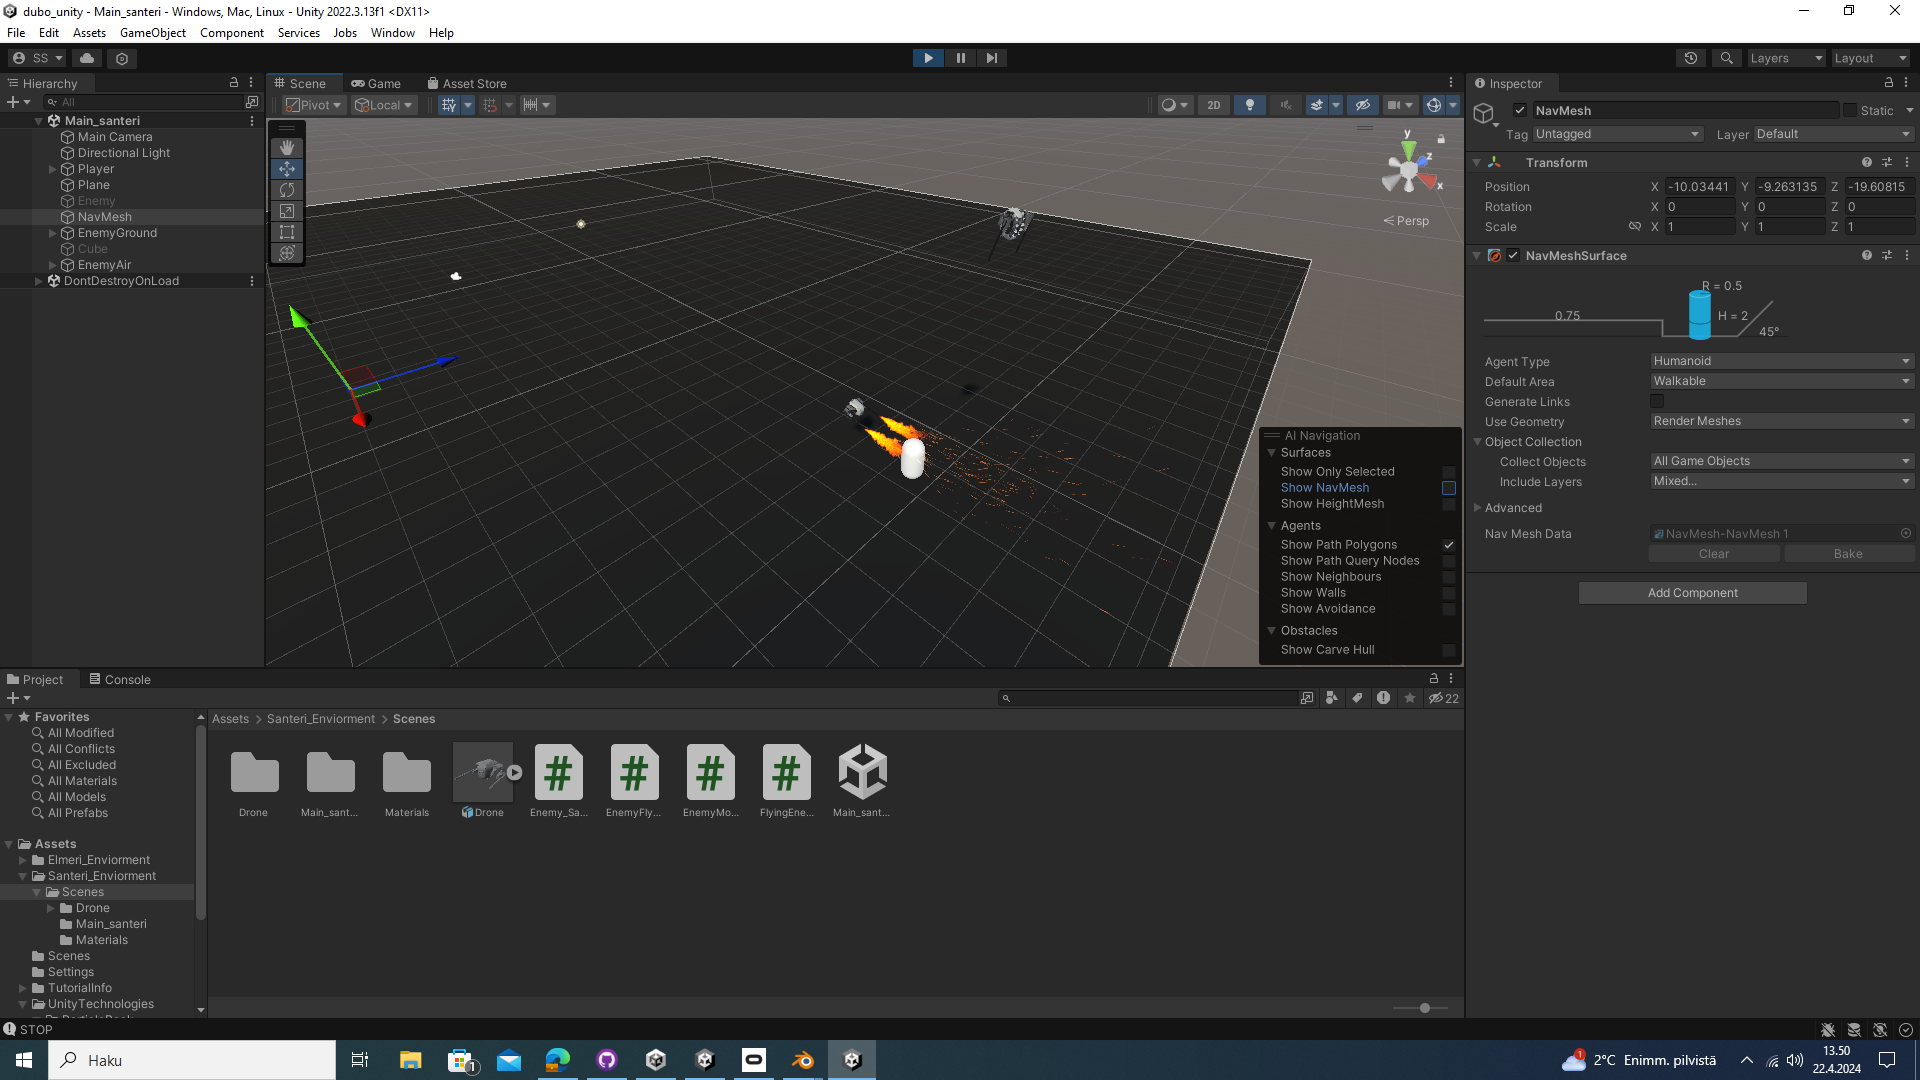 dubo_unity - Main_santeri - Windows, Mac, Linux - Unity 2022.3.13f1 <DX11>
File Edit Assets GameObject Component Services Jobs Window Help
SS Layers Layout
Hierarchy
All
Main_santeri
Main Camera
Directional Light
Player
Plane
Enemy
NavMesh
EnemyGround
Cube
EnemyAir
DontDestroyOnLoad
Scene Game Asset Store
Pivot Local 2D
y
z
x
Persp
AI Navigation
Surfaces
Show Only Selected
Show NavMesh
Show HeightMesh
Agents
Show Path Polygons
Show Path Query Nodes
Show Neighbours
Show Walls
Show Avoidance
Obstacles
Show Carve Hull
Inspector
NavMesh Static
Tag Untagged Layer Default
Transform
Position X -10.03441 Y -9.263135 Z -19.60815
Rotation X 0 Y 0 Z 0
Scale X 1 Y 1 Z 1
NavMeshSurface
R = 0.5
0.75 H = 2
45°
Agent Type Humanoid
Default Area Walkable
Generate Links
Use Geometry Render Meshes
Object Collection
Collect Objects All Game Objects
Include Layers Mixed...
Advanced
Nav Mesh Data NavMesh-NavMesh 1
Clear Bake
Add Component
Project Console
22
Favorites
All Modified
All Conflicts
All Excluded
All Materials
All Models
All Prefabs
Assets
Elmeri_Enviorment
Santeri_Enviorment
Scenes
Drone
Main_santeri
Materials
Scenes
Settings
TutorialInfo
UnityTechnologies
Assets > Santeri_Enviorment > Scenes
Drone Main_sant... Materials Drone Enemy_Sa... EnemyFly... EnemyMo... FlyingEne... Main_sant...
STOP
Haku 1 1 2°C Enimm. pilvistä 13.50
22.4.2024